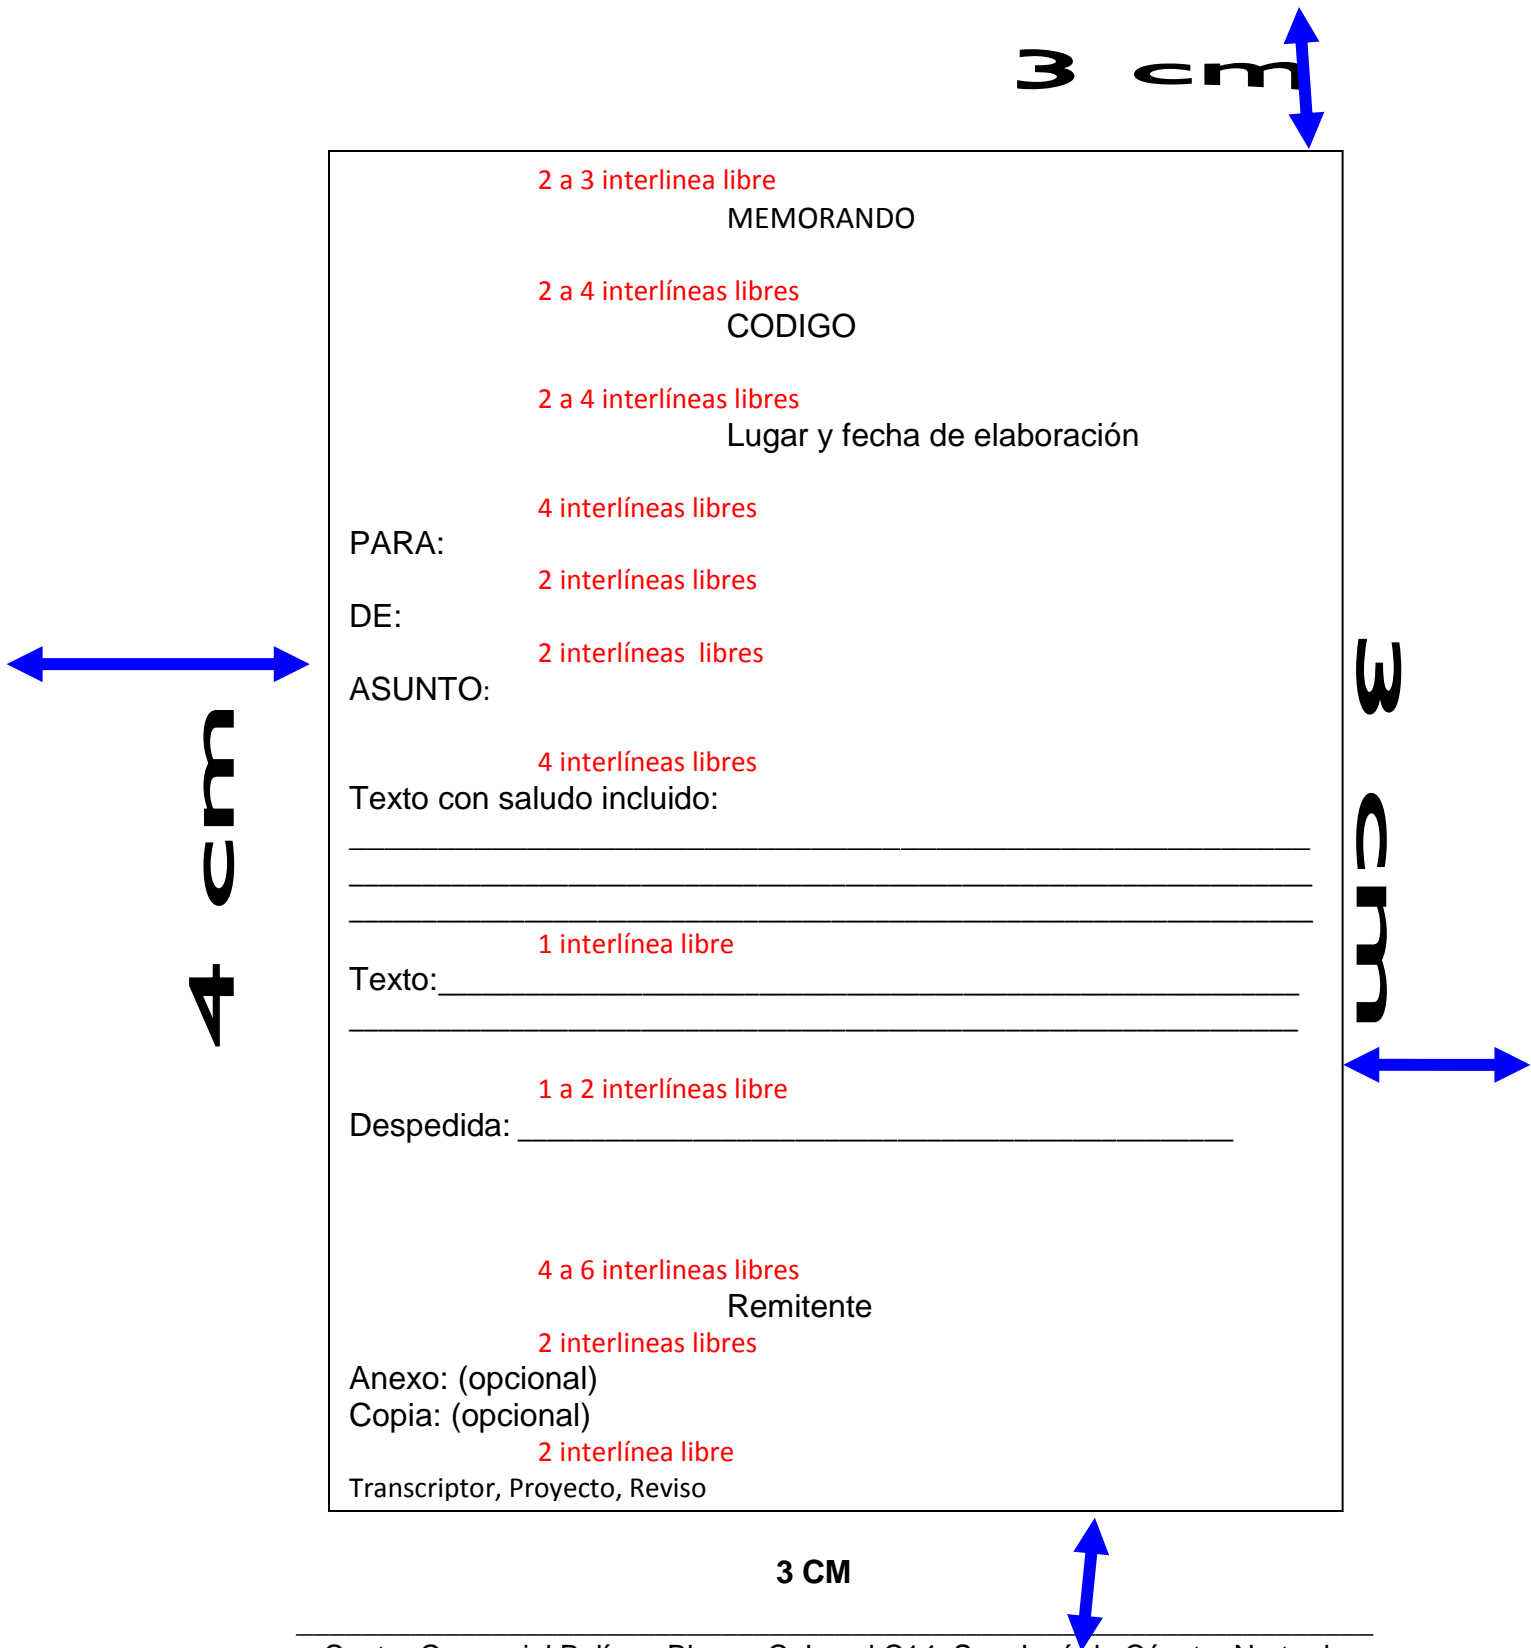 3 cm
2 a 3 interlinea libre
MEMORANDO
2 a 4 interlíneas libres
CODIGO
2 a 4 interlíneas libres
Lugar y fecha de elaboración
4 interlíneas libres
PARA:
2 interlíneas libres
DE:
2 interlíneas  libres
ASUNTO:
4 cm
3 cm
4 interlíneas libres
Texto con saludo incluido:
1 interlínea libre
Texto:
1 a 2 interlíneas libre
Despedida:
4 a 6 interlineas libres
Remitente
2 interlineas libres
Anexo: (opcional)
Copia: (opcional)
2 interlínea libre
Transcriptor, Proyecto, Reviso
3 CM